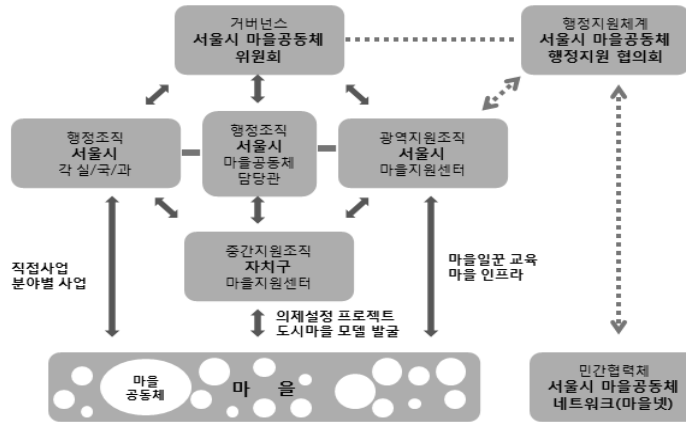 거버넌스
서울시 마을공동체
위원회
행정지원체계
서울시 마을공동체
행정지원 협의회
행정조직
서울시
각 실/국/과
행정조직
서울시
마을공동체
담당관
광역지원조직
서울시
마을지원센터
중간지원조직
자치구
마을지원센터
직접사업
분야별 사업
마을일꾼 교육
마을 인프라
의제설정 프로젝트
도시마을 모델 발굴
마을
공동체
마 을
민간협력체
서울시 마을공동체
네트워크(마을넷)